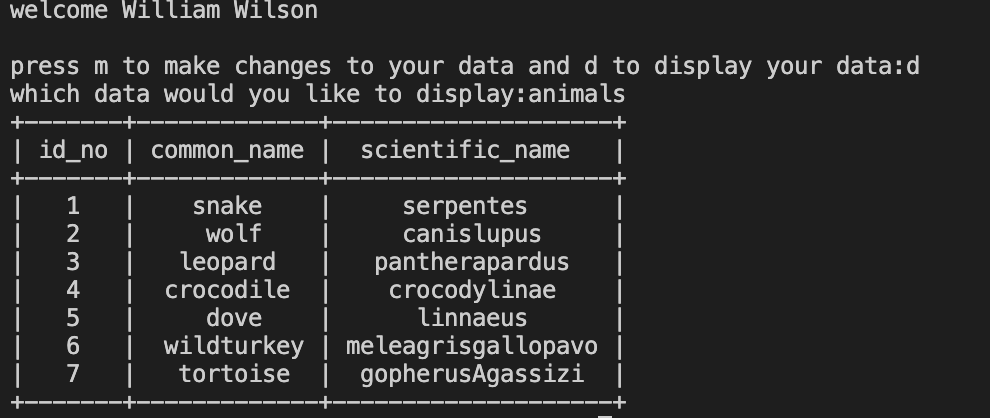 welcome William Wilson
press m to make changes to your data and d to display your data:d
which data would you like to display:animals
+-------+-------------+--------------------+
| id_no | common_name |  scientific_name   |
+-------+-------------+--------------------+
|   1   |    snake    |     serpentes      |
|   2   |     wolf    |     canislupus     |
|   3   |   leopard   |   pantherapardus   |
|   4   |  crocodile  |    crocodylinae    |
|   5   |     dove    |      linnaeus      |
|   6   |  wildturkey | meleagrisgallopavo |
|   7   |   tortoise  |  gopherusAgassizi  |
+-------+-------------+--------------------+